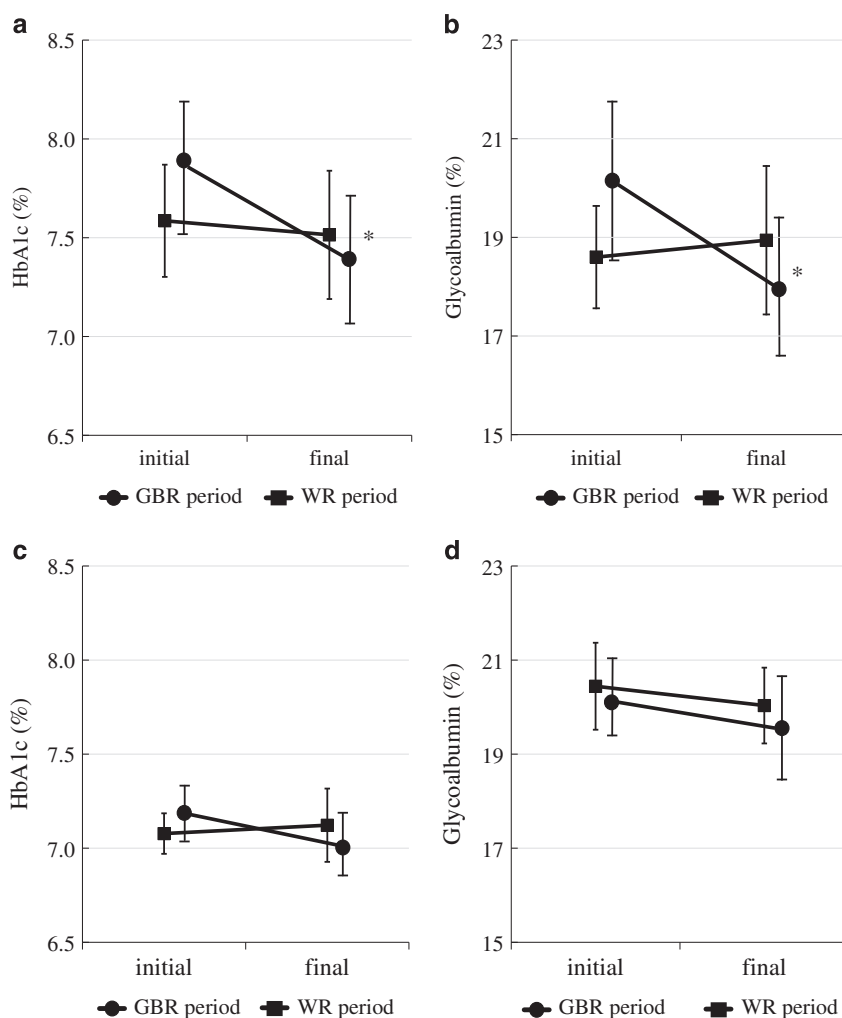 a
8.5
8.0
7.5
7.0
6.5
HbA1c (%)
*
initial final
GBR period WR period
b
23
21
19
17
15
Glycoalbumin (%)
*
initial final
GBR period WR period
c
8.5
8.0
7.5
7.0
6.5
HbA1c (%)
initial final
GBR period WR period
d
23
21
19
17
15
Glycoalbumin (%)
initial final
GBR period WR period